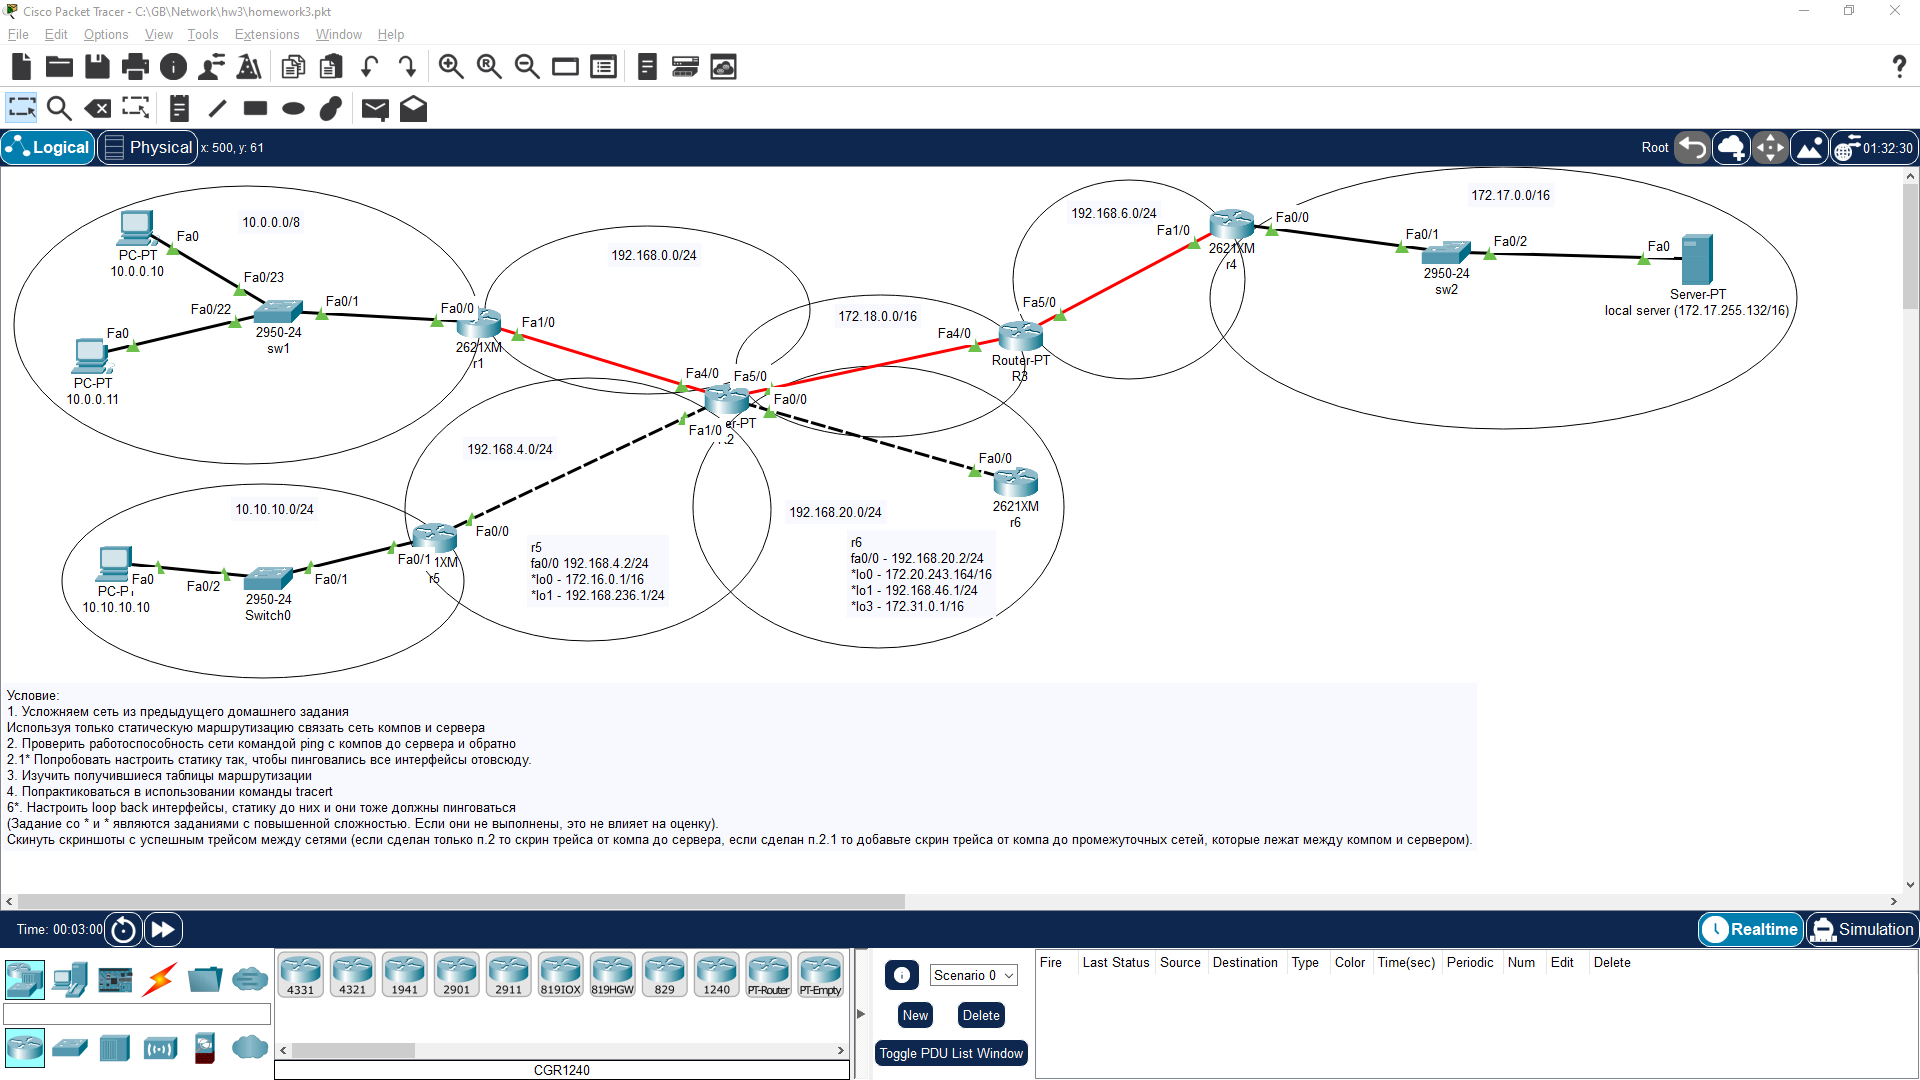 Cisco Packet Tracer - C:\GB\Network\hw3\homework3.pkt
File Edit Options View Tools Extensions Window Help
Logical Physical x: 500, y: 61
Root 01:32:30
10.0.0.0/8
PC-PT
10.0.0.10
Fa0
Fa0/23
Fa0/22
Fa0/1
2950-24
sw1
Fa0
PC-PT
10.0.0.11
Fa0/0
2621XM
r1
Fa1/0
192.168.0.0/24
172.18.0.0/16
Fa4/0
Fa5/0
Fa0/0
Fa1/0
er-PT
192.168.6.0/24
Fa4/0
Fa5/0
Router-PT
R3
Fa1/0
Fa0/0
2621XM
r4
172.17.0.0/16
Fa0/1
Fa0/2
2950-24
sw2
Fa0
Server-PT
local server (172.17.255.132/16)
192.168.4.0/24
192.168.20.0/24
Fa0/0
2621XM
r6
10.10.10.0/24
Fa0
PC-P
10.10.10.10
Fa0/2
Fa0/1
2950-24
Switch0
Fa0/1
1XM
r5
Fa0/0
r5
fa0/0 192.168.4.2/24
*lo0 - 172.16.0.1/16
*lo1 - 192.168.236.1/24
r6
fa0/0 - 192.168.20.2/24
*lo0 - 172.20.243.164/16
*lo1 - 192.168.46.1/24
*lo3 - 172.31.0.1/16
Условие:
1. Усложняем сеть из предыдущего домашнего задания
Используя только статическую маршрутизацию связать сеть компов и сервера
2. Проверить работоспособность сети командой ping с компов до сервера и обратно
2.1* Попробовать настроить статику так, чтобы пинговались все интерфейсы отовсюду.
3. Изучить получившиеся таблицы маршрутизации
4. Попрактиковаться в использовании команды tracert
6*. Настроить loop back интерфейсы, статику до них и они тоже должны пинговаться
(Задание со * и * являются заданиями с повышенной сложностью. Если они не выполнены, это не влияет на оценку).
Скинуть скриншоты с успешным трейсом между сетями (если сделан только п.2 то скрин трейса от компа до сервера, если сделан п.2.1 то добавьте скрин трейса от компа до промежуточных сетей, которые лежат между компом и сервером).
Time: 00:03:00
Realtime Simulation
4331 4321 1941 2901 2911 819IOX 819HGW 829 1240 PT-Router PT-Empty
CGR1240
Scenario 0
New Delete
Toggle PDU List Window
Fire Last Status Source Destination Type Color Time(sec) Periodic Num Edit Delete